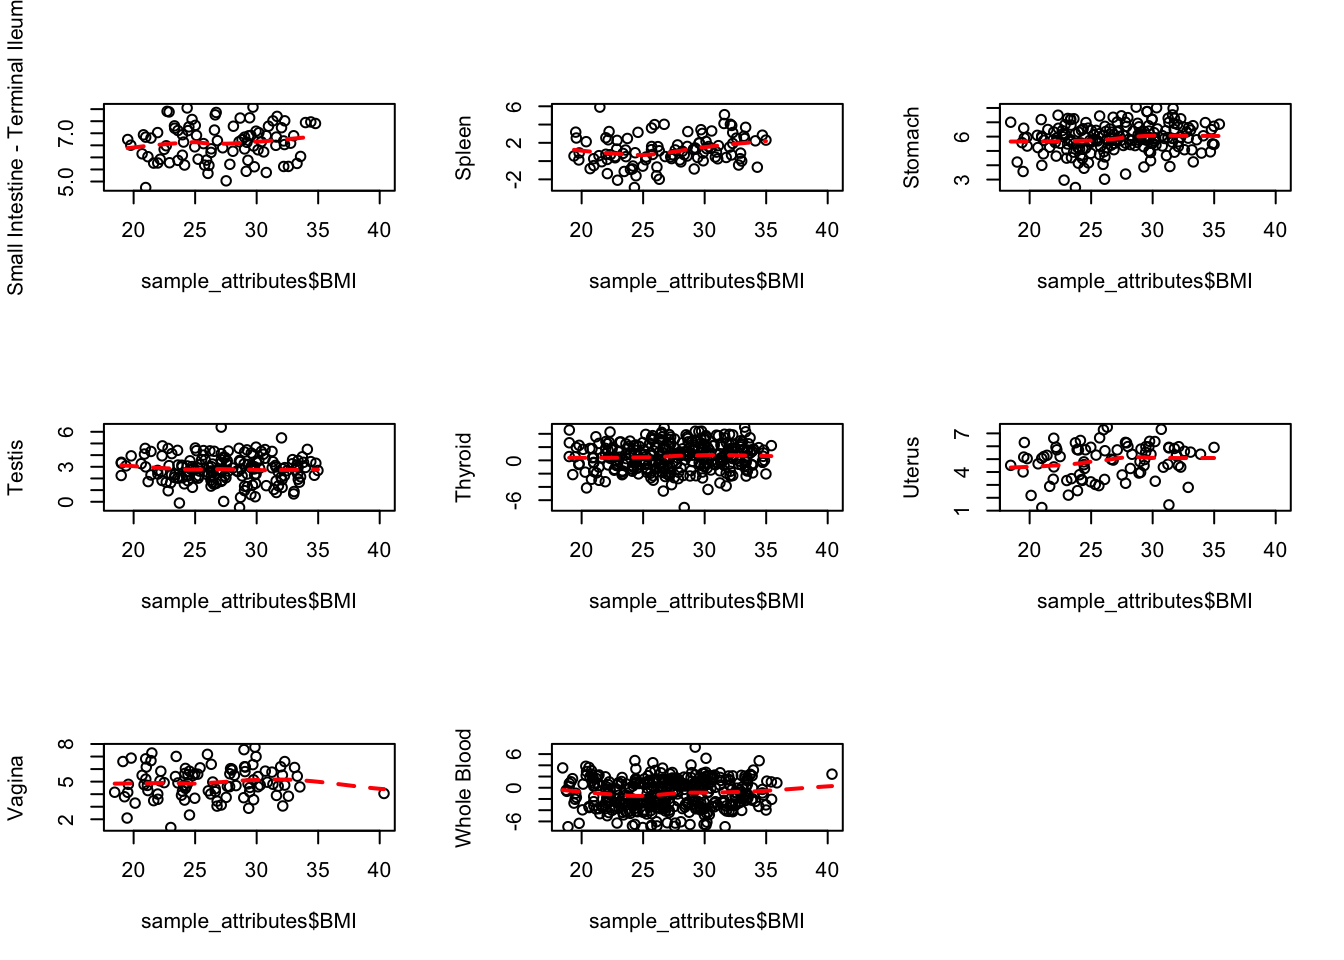 Small Intestine - Terminal Ileum
5.0 7.0
20 25 30 35 40
sample_attributes$BMI
Spleen
-2 2 6
20 25 30 35 40
sample_attributes$BMI
Stomach
3 6
20 25 30 35 40
sample_attributes$BMI
Testis
0 3 6
20 25 30 35 40
sample_attributes$BMI
Thyroid
-6 0
20 25 30 35 40
sample_attributes$BMI
Uterus
1 4 7
20 25 30 35 40
sample_attributes$BMI
Vagina
2 5 8
20 25 30 35 40
sample_attributes$BMI
Whole Blood
-6 0 6
20 25 30 35 40
sample_attributes$BMI